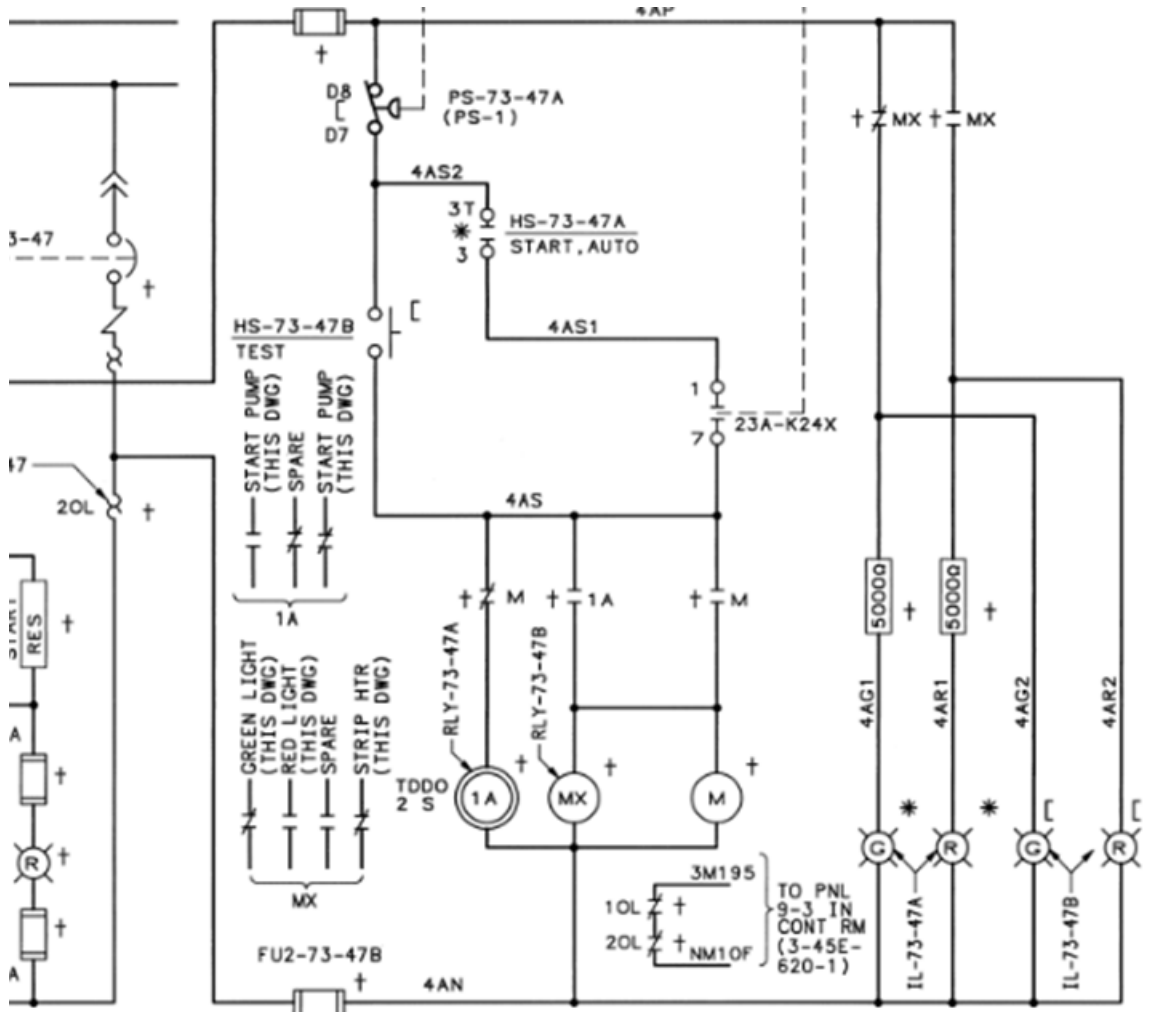 4AP
†
D8
[
D7
PS-73-47A
(PS-1)
† MX † MX
4AS2
3T
*
3
HS-73-47A
START, AUTO
3-47
†
HS-73-47B
TEST
[
4AS1
1
7
23A-K24X
START PUMP
(THIS DWG)
SPARE
START PUMP
(THIS DWG)
1A
47
2OL †
4AS
† M † 1A † M
5000Ω †
5000Ω †
START
RES †
RLY-73-47A
RLY-73-47B
4AG1
4AR1
4AG2
4AR2
GREEN LIGHT
(THIS DWG)
RED LIGHT
(THIS DWG)
SPARE
STRIP HTR
(THIS DWG)
MX
A
†
TDDO
2 S
1A †
MX †
M †
* * [ [
G R G R
IL-73-47A
IL-73-47B
R †
†
A
3M195
1OL †
2OL †
NM10F
TO PNL
9-3 IN
CONT RM
(3-45E-
620-1)
FU2-73-47B
†
4AN